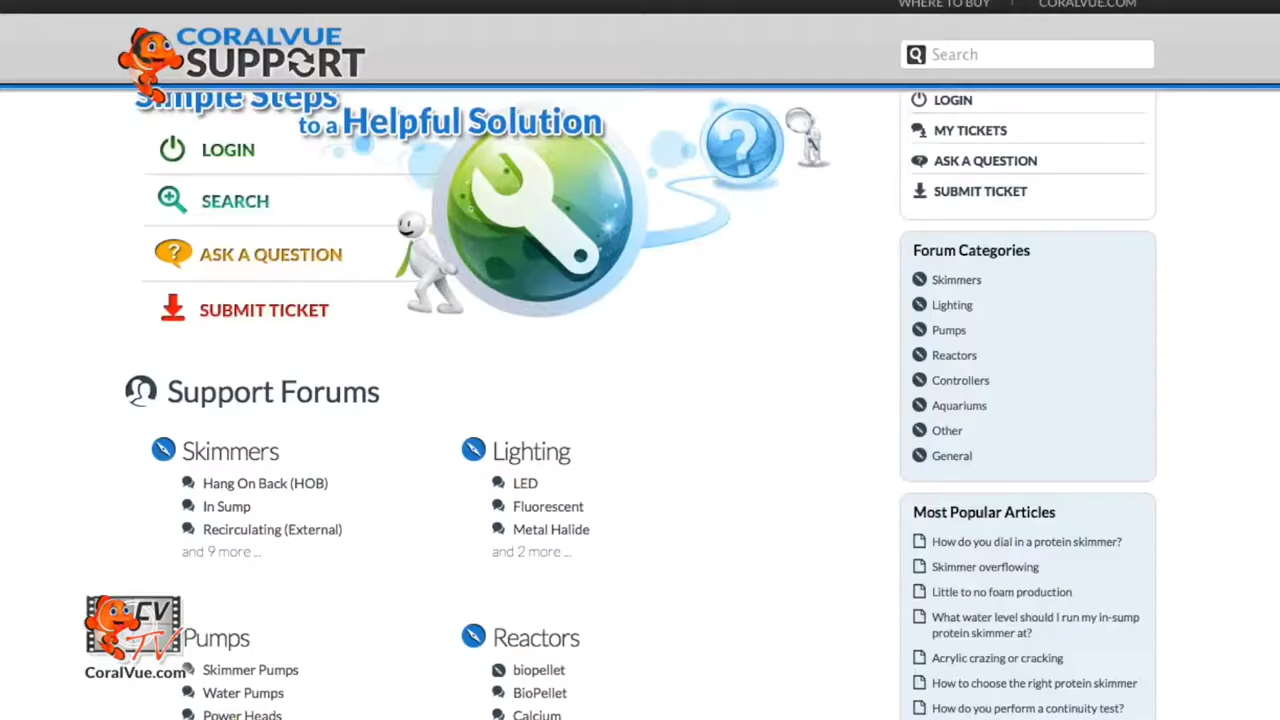 WHERE TO BUY
CORALVUE.COM
CORALVUE
SUPPORT
Search
Simple Steps
to a Helpful Solution
LOGIN
SEARCH
ASK A QUESTION
SUBMIT TICKET
LOGIN
MY TICKETS
ASK A QUESTION
SUBMIT TICKET
Forum Categories
Skimmers
Lighting
Pumps
Reactors
Controllers
Aquariums
Other
General
Support Forums
Skimmers
Hang On Back (HOB)
In Sump
Recirculating (External)
and 9 more ...
Lighting
LED
Fluorescent
Metal Halide
and 2 more ...
Most Popular Articles
How do you dial in a protein skimmer?
Skimmer overflowing
Little to no foam production
What water level should I run my in-sump
protein skimmer at?
Acrylic crazing or cracking
How to choose the right protein skimmer
How do you perform a continuity test?
Pumps
Skimmer Pumps
Water Pumps
Power Heads
Reactors
biopellet
BioPellet
Calcium
CV
TV
CoralVue.com